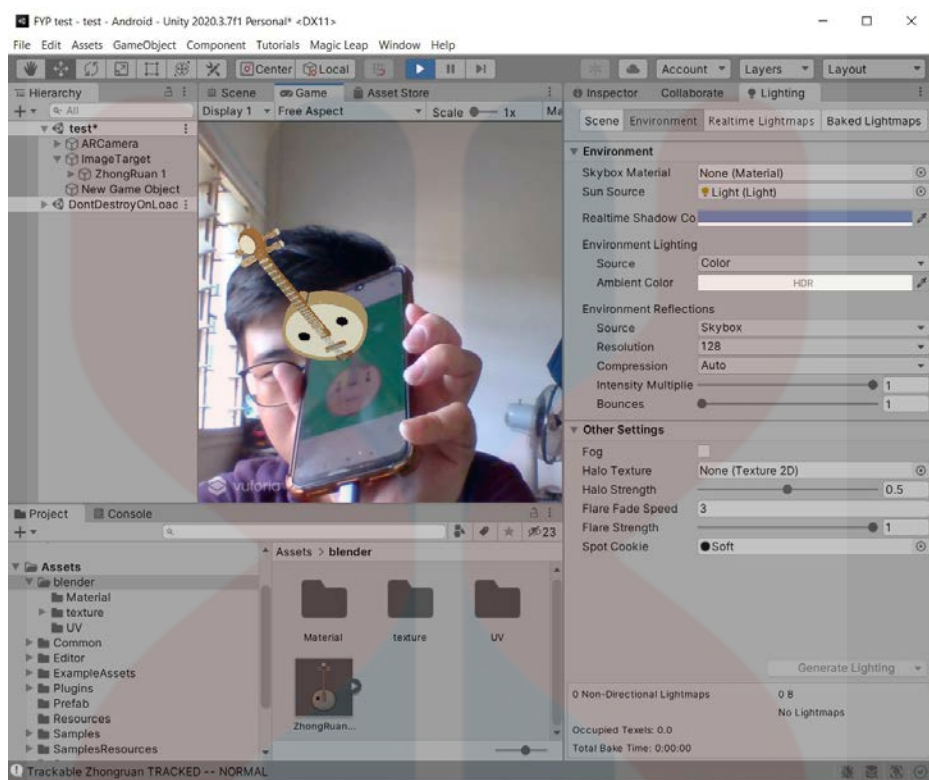 FYP test - test - Android - Unity 2020.3.7f1 Personal* <DX11>
File Edit Assets GameObject Component Tutorials Magic Leap Window Help
Center Local Account Layers Layout
Hierarchy Scene Game Asset Store Inspector Collaborate Lighting
All Display 1 Free Aspect Scale 1x Ma
Scene Environment Realtime Lightmaps Baked Lightmaps
test*
ARCamera
ImageTarget
ZhongRuan 1
New Game Object
DontDestroyOnLoac
vuforia
Environment
Skybox Material None (Material)
Sun Source Light (Light)
Realtime Shadow Co
Environment Lighting
Source Color
Ambient Color HDR
Environment Reflections
Source Skybox
Resolution 128
Compression Auto
Intensity Multiplie 1
Bounces 1
Other Settings
Fog
Halo Texture None (Texture 2D)
Halo Strength 0.5
Flare Fade Speed 3
Flare Strength 1
Spot Cookie Soft
Generate Lighting
0 Non-Directional Lightmaps 0 B
No Lightmaps
Occupied Texels: 0.0
Total Bake Time: 0:00:00
Project Console
23
Assets
blender
Material
texture
UV
Common
Editor
ExampleAssets
Plugins
Prefab
Resources
Samples
SamplesResources
Assets > blender
Material texture UV
ZhongRuan...
Trackable Zhongruan TRACKED -- NORMAL